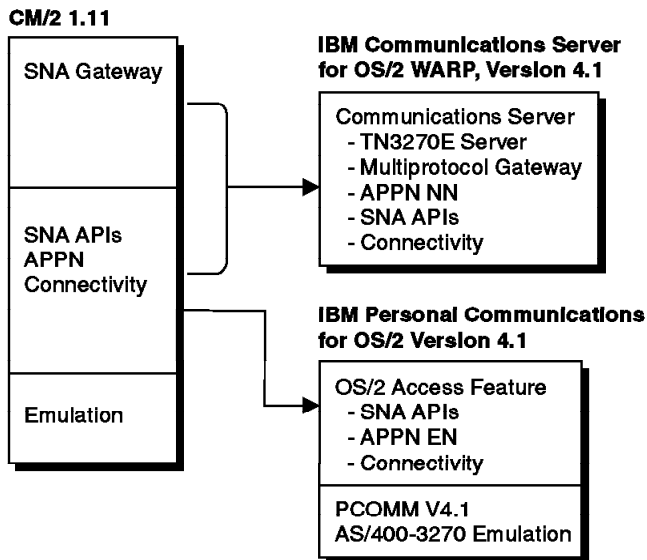 CM/2 1.11
SNA Gateway
SNA APIs
APPN
Connectivity
Emulation
IBM Communications Server
for OS/2 WARP, Version 4.1
Communications Server
- TN3270E Server
- Multiprotocol Gateway
- APPN NN
- SNA APIs
- Connectivity
IBM Personal Communications
for OS/2 Version 4.1
OS/2 Access Feature
- SNA APIs
- APPN EN
- Connectivity
PCOMM V4.1
AS/400-3270 Emulation